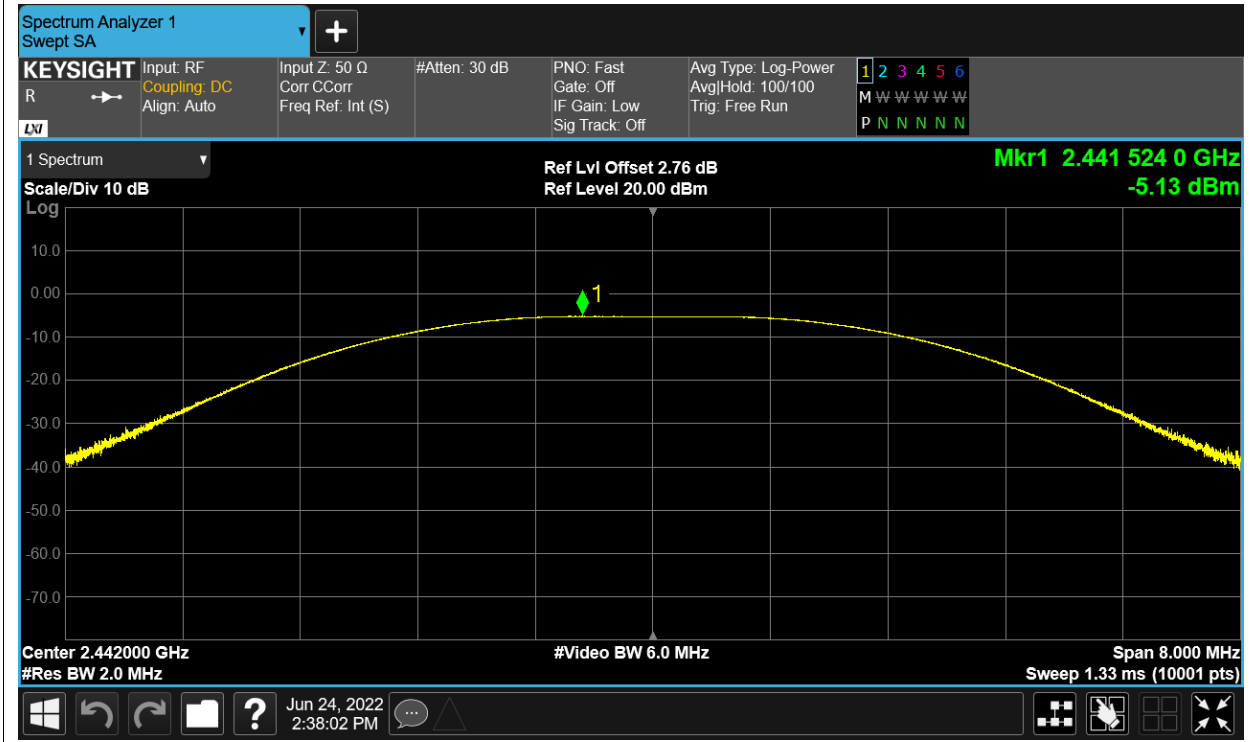 Spectrum Analyzer 1
Swept SA
+
KEYSIGHT
R
LXI
Input: RF
Coupling: DC
Align: Auto
Input Z: 50 Ω
Corr CCorr
Freq Ref: Int (S)
#Atten: 30 dB
PNO: Fast
Gate: Off
IF Gain: Low
Sig Track: Off
Avg Type: Log-Power
Avg|Hold: 100/100
Trig: Free Run
1 2 3 4 5 6
M W W W W W W
P N N N N N N
1 Spectrum
Scale/Div 10 dB
Log
Ref Lvl Offset 2.76 dB
Ref Level 20.00 dBm
Mkr1 2.441 524 0 GHz
-5.13 dBm
10.0
0.00
-10.0
-20.0
-30.0
-40.0
-50.0
-60.0
-70.0
1
Center 2.442000 GHz
#Res BW 2.0 MHz
#Video BW 6.0 MHz
Span 8.000 MHz
Sweep 1.33 ms (10001 pts)
?
Jun 24, 2022
2:38:02 PM